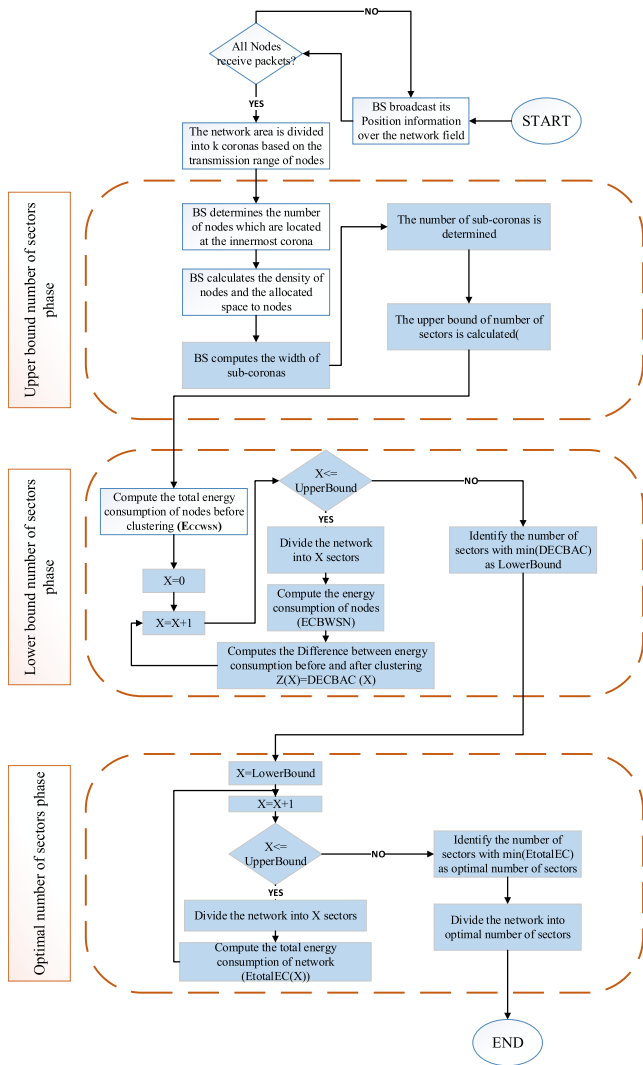 NO
All Nodes
receive packets?
YES
BS broadcast its
Position information
over the network field
START
The network area is divided
into k coronas based on the
transmission range of nodes
Upper bound number of sectors
phase
BS determines the number
of nodes which are located
at the innermost corona
BS calculates the density of
nodes and the allocated
space to nodes
BS computes the width of
sub-coronas
The number of sub-coronas is
determined
The upper bound of number of
sectors is calculated(
Lower bound number of sectors
phase
Compute the total energy
consumption of nodes before
clustering (ECCWSN)
X=0
X=X+1
X<=
UpperBound
NO
YES
Divide the network
into X sectors
Compute the energy
consumption of nodes
(ECBWSN)
Computes the Difference between energy
consumption before and after clustering
Z(X)=DECBAC (X)
Identify the number of
sectors with min(DECBAC)
as LowerBound
Optimal number of sectors phase
X=LowerBound
X=X+1
X<=
UpperBound
NO
YES
Divide the network into X sectors
Compute the total energy
consumption of network
(EtotalEC(X))
Identify the number of
sectors with min(EtotalEC)
as optimal number of sectors
Divide the network into
optimal number of sectors
END